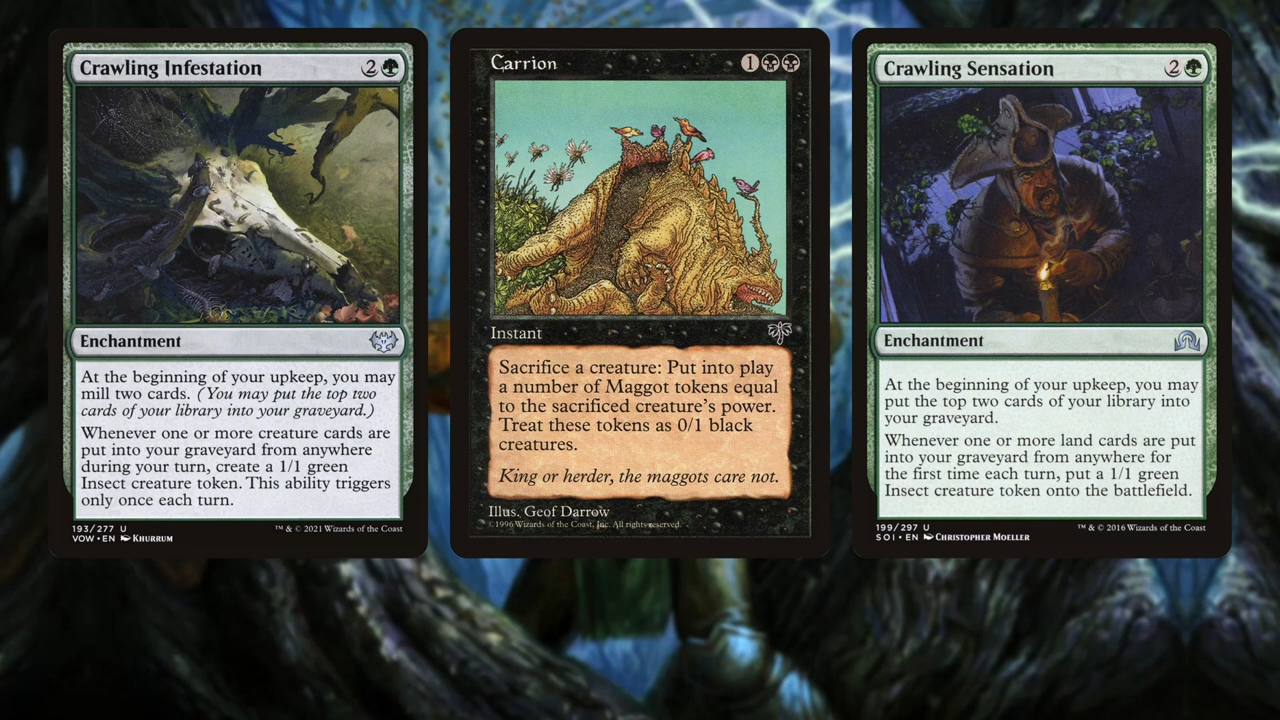 Crawling Infestation 2
Enchantment
At the beginning of your upkeep, you may
mill two cards. (You may put the top two
cards of your library into your graveyard.)
Whenever one or more creature cards are
put into your graveyard from anywhere
during your turn, create a 1/1 green
Insect creature token. This ability triggers
only once each turn.
193/277 U
VOW • EN Khurrum
™ & © 2021 Wizards of the Coast
Carrion 1
Instant
Sacrifice a creature: Put into play
a number of Maggot tokens equal
to the sacrificed creature's power.
Treat these tokens as 0/1 black
creatures.
King or herder, the maggots care not.
Illus. Geof Darrow
©1996 Wizards of the Coast, Inc. All rights reserved.
Crawling Sensation 2
Enchantment
At the beginning of your upkeep, you may
put the top two cards of your library into
your graveyard.
Whenever one or more land cards are put
into your graveyard from anywhere for
the first time each turn, put a 1/1 green
Insect creature token onto the battlefield.
199/297 U
SOI • EN Christopher Moeller
™ & © 2016 Wizards of the Coast